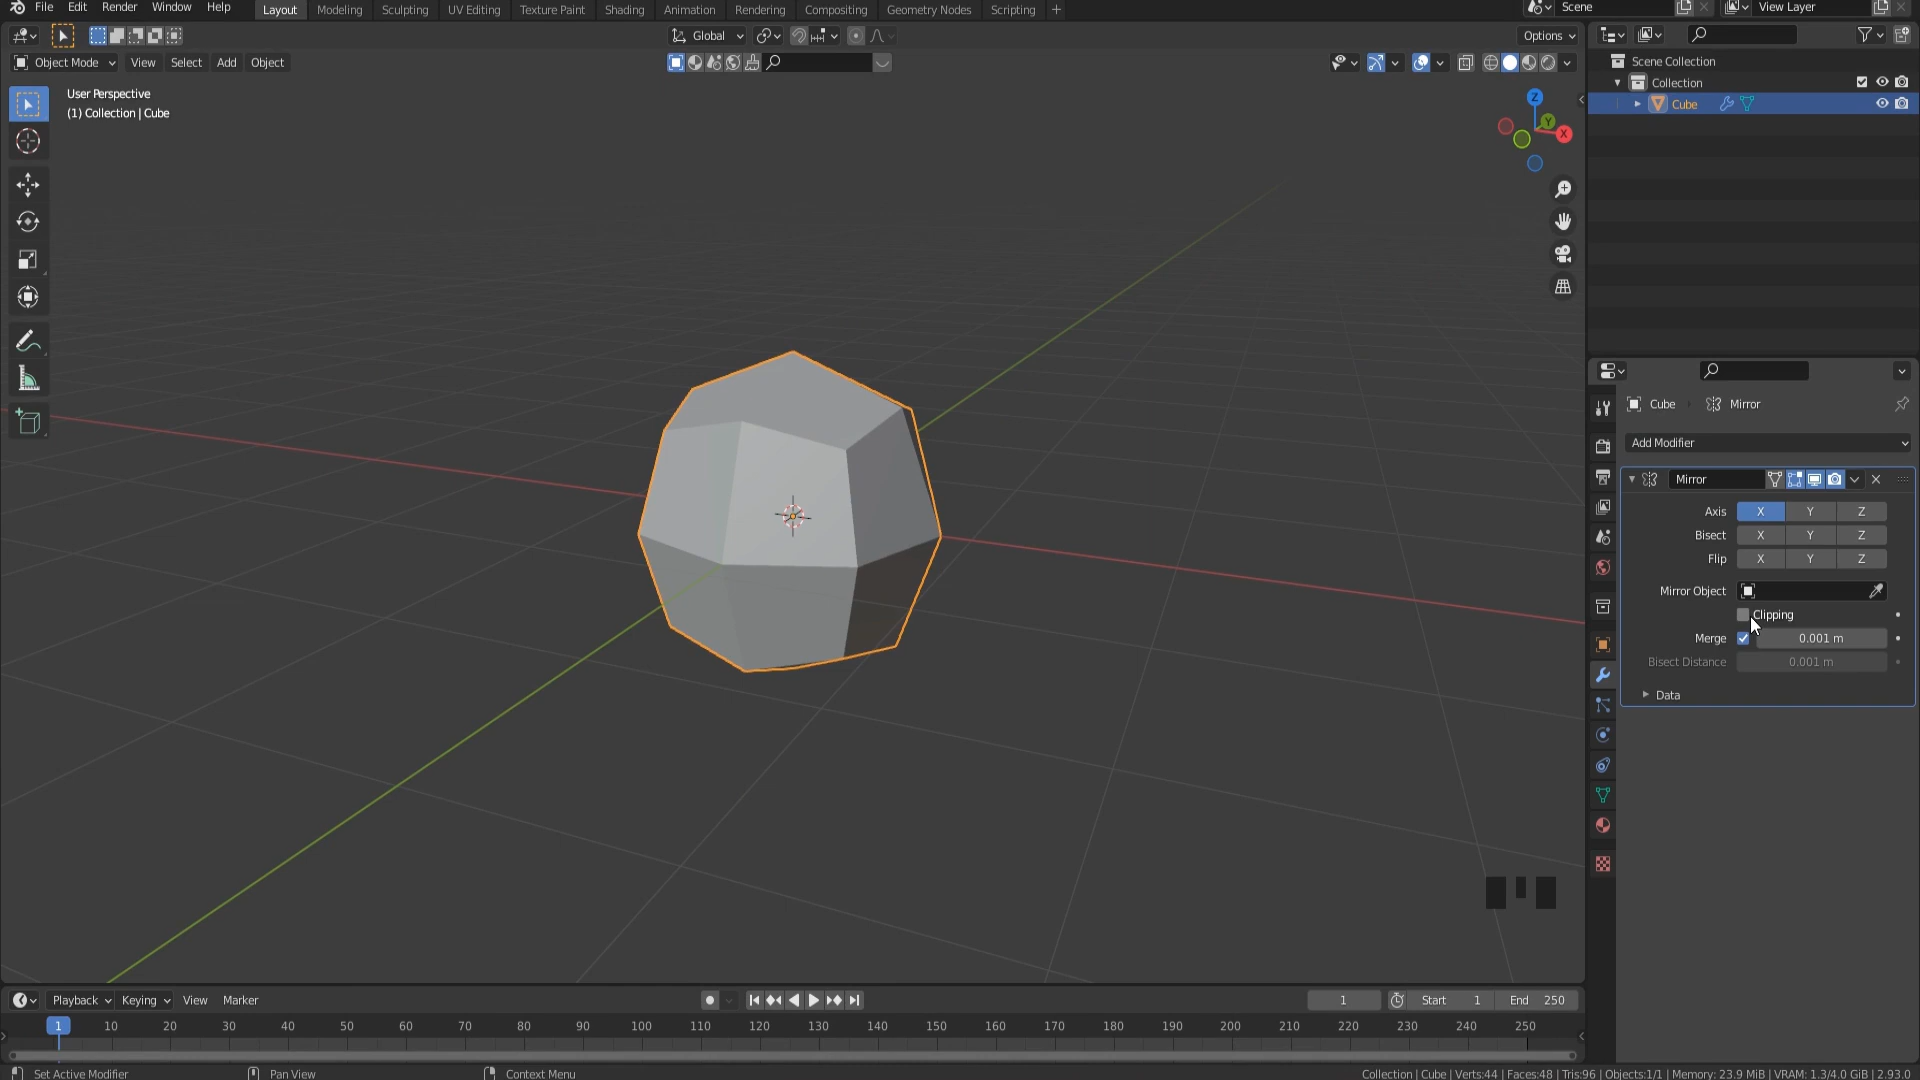 File Edit Render Window Help Layout Modeling Sculpting UV Editing Texture Paint Shading Animation Rendering Compositing Geometry Nodes Scripting + Scene View Layer
Global Options
Object Mode View Select Add Object
User Perspective
(1) Collection | Cube
Z
Y
X
Scene Collection
Collection
Cube
Cube Mirror
Add Modifier
Mirror
Axis X Y Z
Bisect X Y Z
Flip X Y Z
Mirror Object
Clipping
Merge 0.001 m
Bisect Distance 0.001 m
Data
Playback Keying View Marker 1 Start 1 End 250
1 10 20 30 40 50 60 70 80 90 100 110 120 130 140 150 160 170 180 190 200 210 220 230 240 250
Set Active Modifier Pan View Context Menu Collection | Cube | Verts:44 | Faces:48 | Tris:96 | Objects:1/1 | Memory: 23.9 MiB | VRAM: 1.3/4.0 GiB | 2.93.0